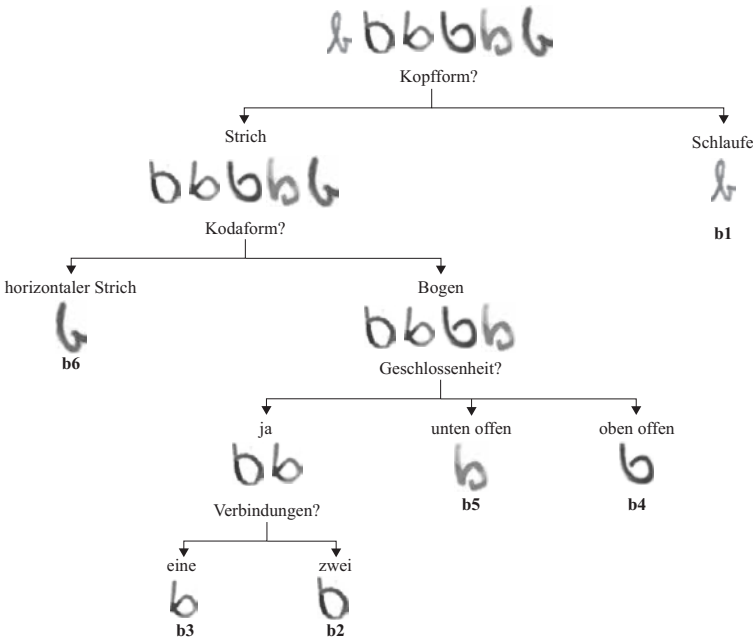 b b b b b b
Kopfform?
Strich Schlaufe
b b b b b b
b1
Kodaform?
horizontaler Strich Bogen
b b b b b
b6
Geschlossenheit?
ja unten offen oben offen
b b b b
b5 b4
Verbindungen?
eine zwei
b b
b3 b2